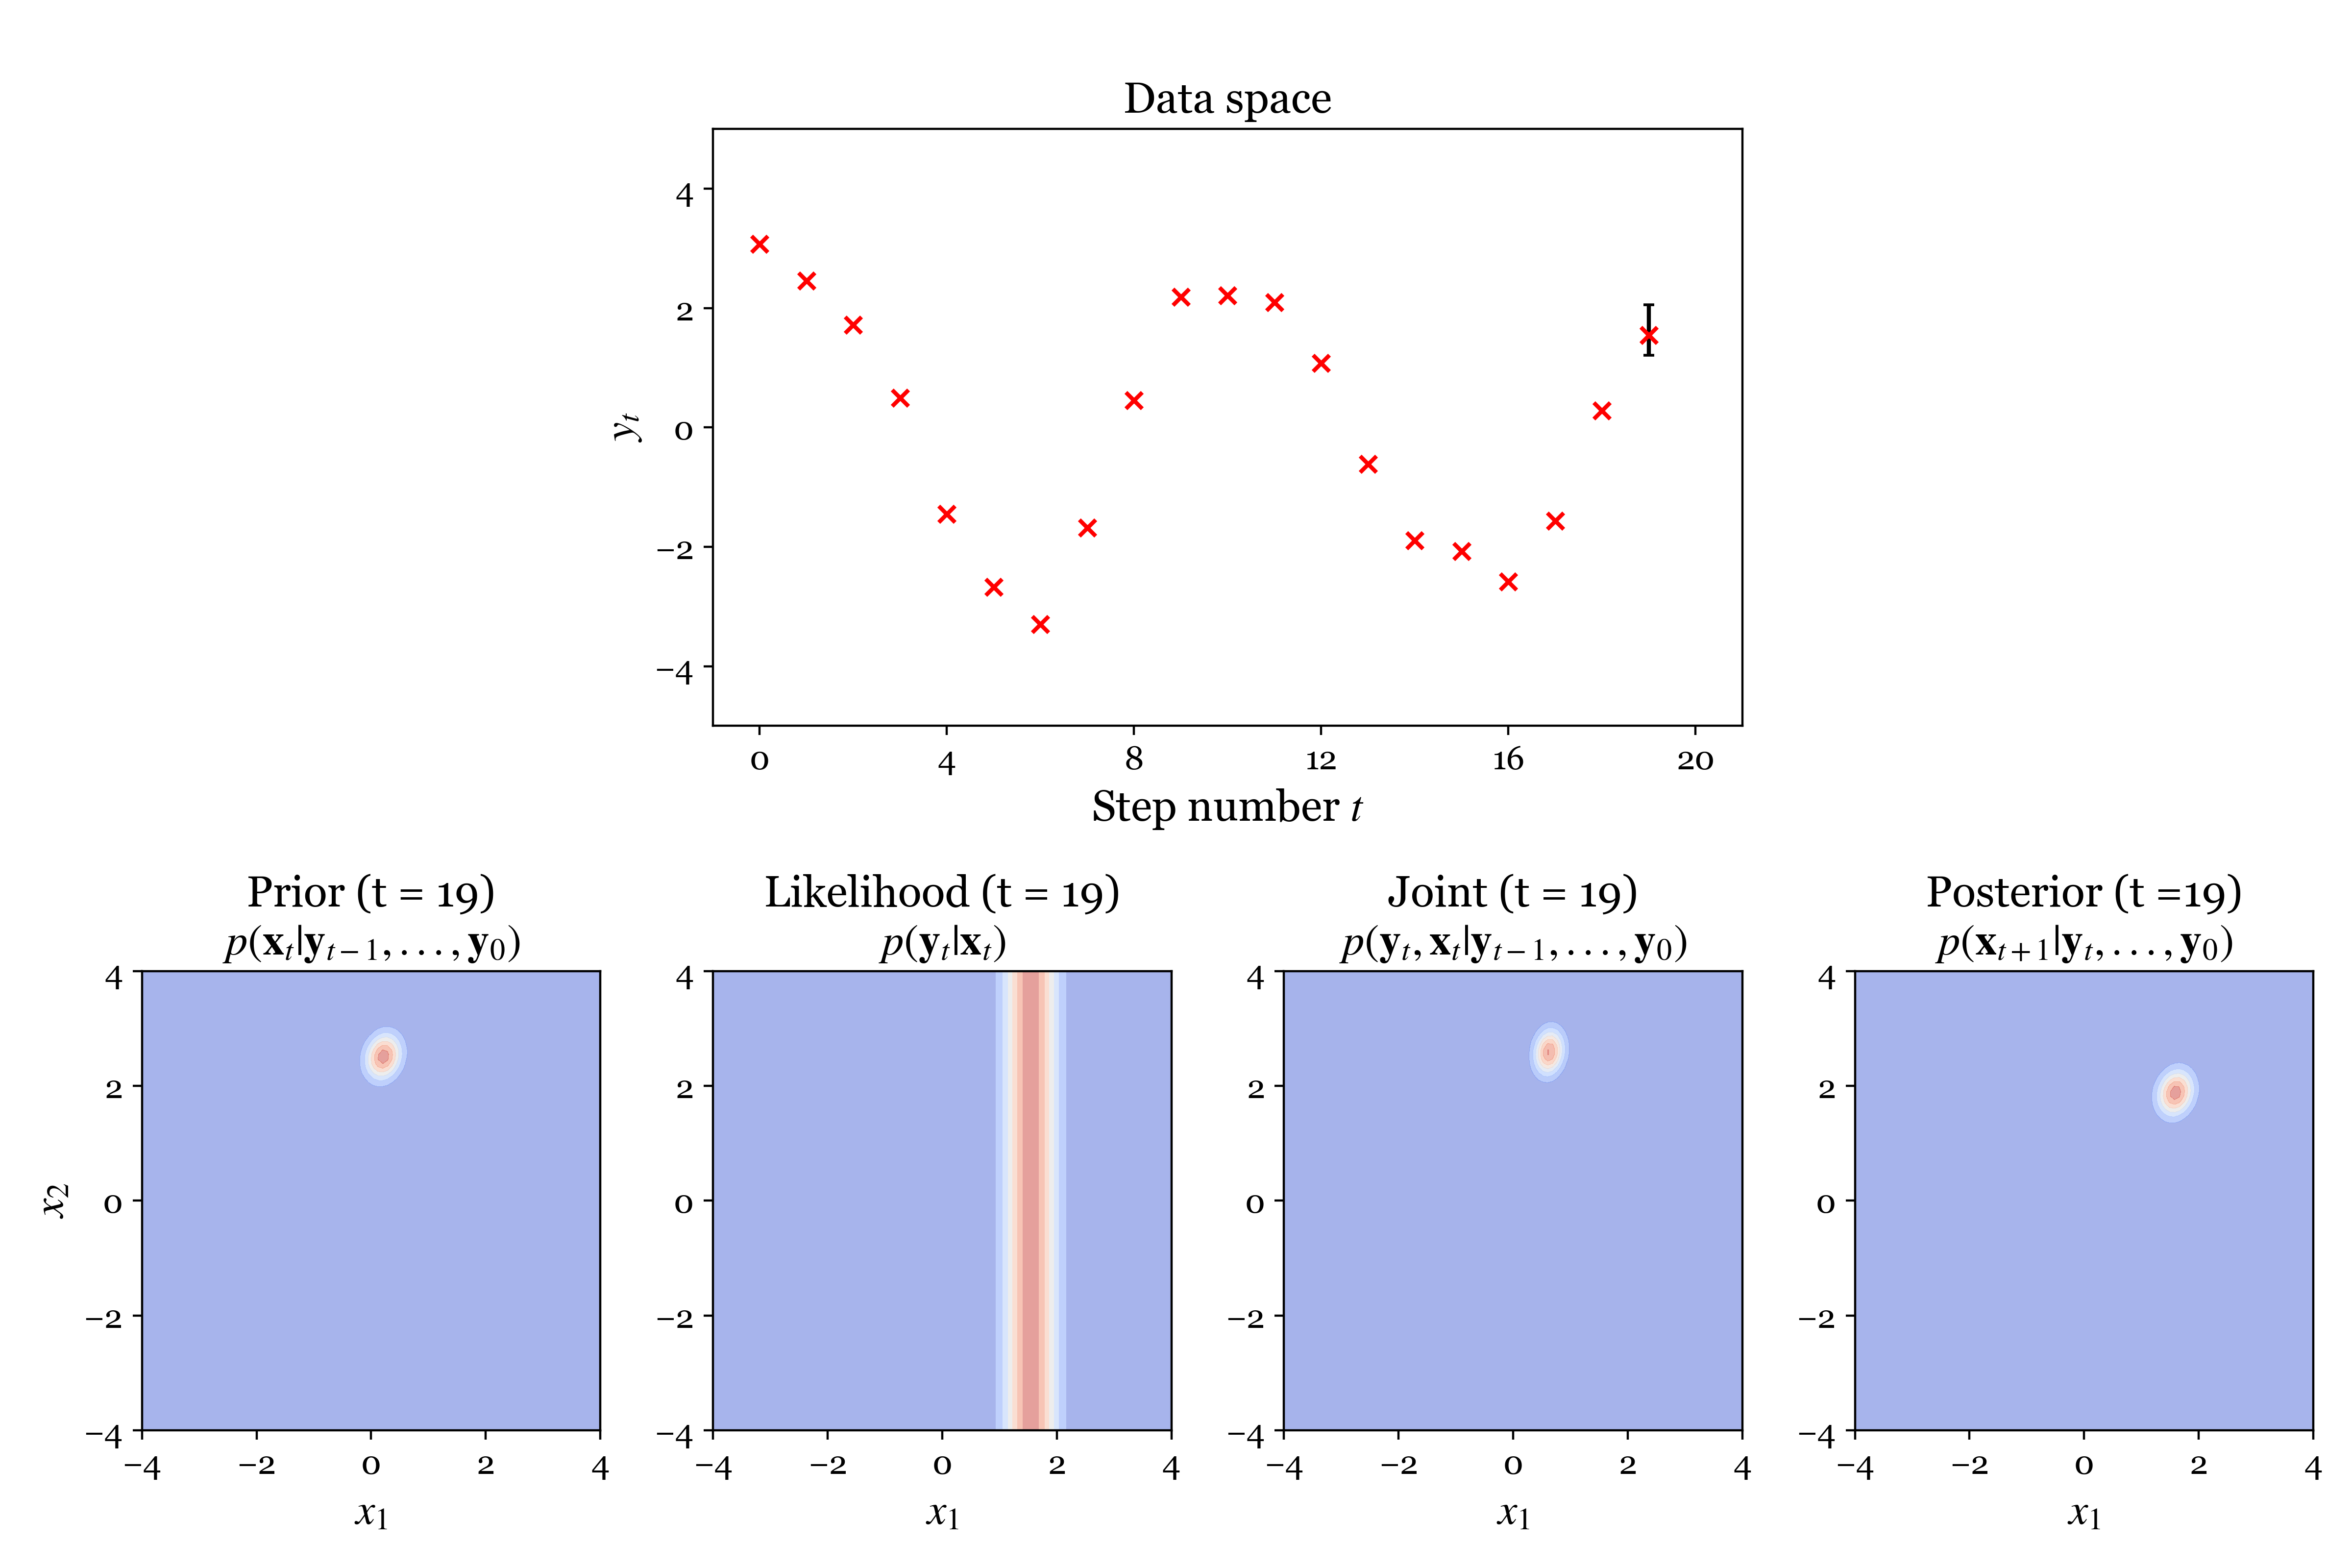 Data space
4
2
0
−2
−4
y_t
0 4 8 12 16 20
Step number t
Prior (t = 19)
p(𝐱_t|𝐲_{t−1}, . . . , 𝐲_0)
4
2
0
−2
−4
x_2
−4 −2 0 2 4
x_1
Likelihood (t = 19)
p(𝐲_t|𝐱_t)
4
2
0
−2
−4
−4 −2 0 2 4
x_1
Joint (t = 19)
p(𝐲_t, 𝐱_t|𝐲_{t−1}, . . . , 𝐲_0)
4
2
0
−2
−4
−4 −2 0 2 4
x_1
Posterior (t =19)
p(𝐱_{t+1}|𝐲_t, . . . , 𝐲_0)
4
2
0
−2
−4
−4 −2 0 2 4
x_1